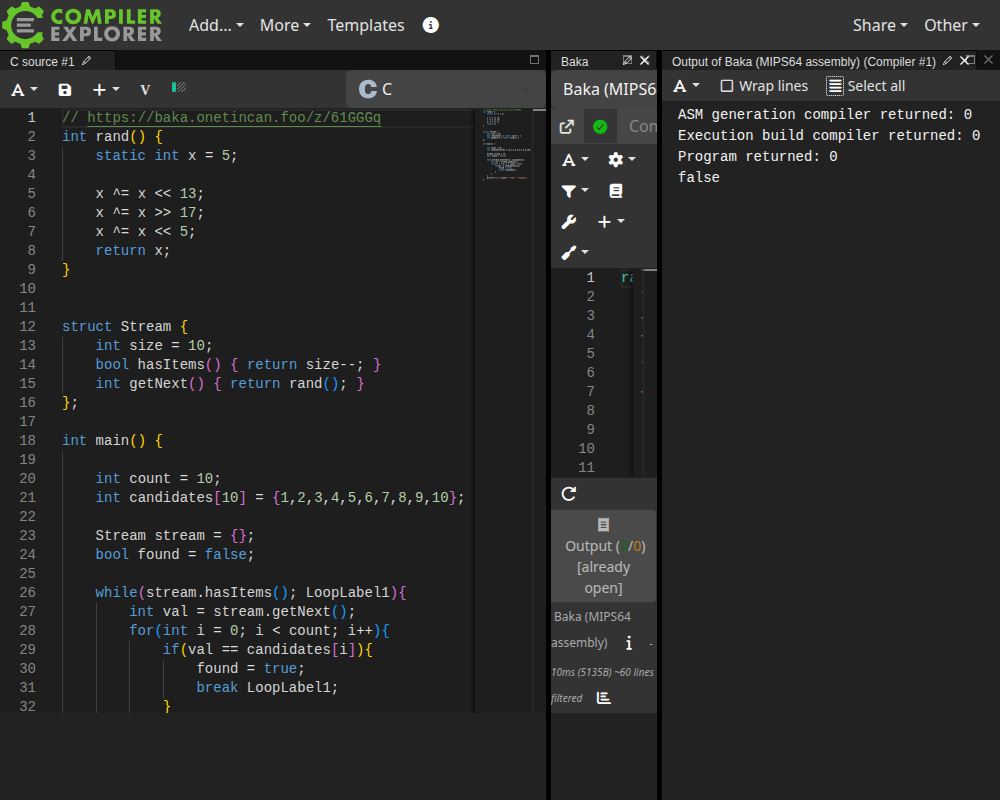 COMPILER
EXPLORER
Add...
More
Templates
Share
Other
C source #1
A
V
C
1 // https://baka.onetincan.foo/z/61GGGq
2 int rand() {
3     static int x = 5;
4
5     x ^= x << 13;
6     x ^= x >> 17;
7     x ^= x << 5;
8     return x;
9 }
10
11
12 struct Stream {
13     int size = 10;
14     bool hasItems() { return size--; }
15     int getNext() { return rand(); }
16 };
17
18 int main() {
19
20     int count = 10;
21     int candidates[10] = {1,2,3,4,5,6,7,8,9,10};
22
23     Stream stream = {};
24     bool found = false;
25
26     while(stream.hasItems(); LoopLabel1){
27         int val = stream.getNext();
28         for(int i = 0; i < count; i++){
29             if(val == candidates[i]){
30                 found = true;
31                 break LoopLabel1;
32             }
Baka
Baka (MIPS6
Con
A
1 ra
2
3
4
5
6
7
8
9
10
11
Output (0/0)
[already
open]
Baka (MIPS64
assembly) i -
10ms (5135B) ~60 lines
filtered
Output of Baka (MIPS64 assembly) (Compiler #1)
A
Wrap lines
Select all
ASM generation compiler returned: 0
Execution build compiler returned: 0
Program returned: 0
false